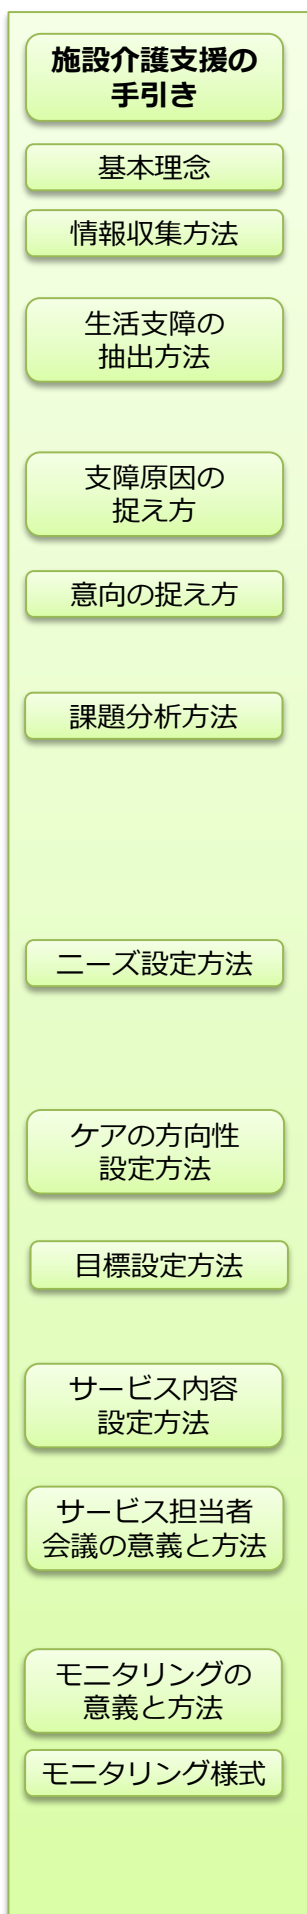 施設介護支援の
手引き
基本理念
情報収集方法
生活支障の
抽出方法
支障原因の
捉え方
意向の捉え方
課題分析方法
ニーズ設定方法
ケアの方向性
設定方法
目標設定方法
サービス内容
設定方法
サービス担当者
会議の意義と方法
モニタリングの
意義と方法
モニタリング様式